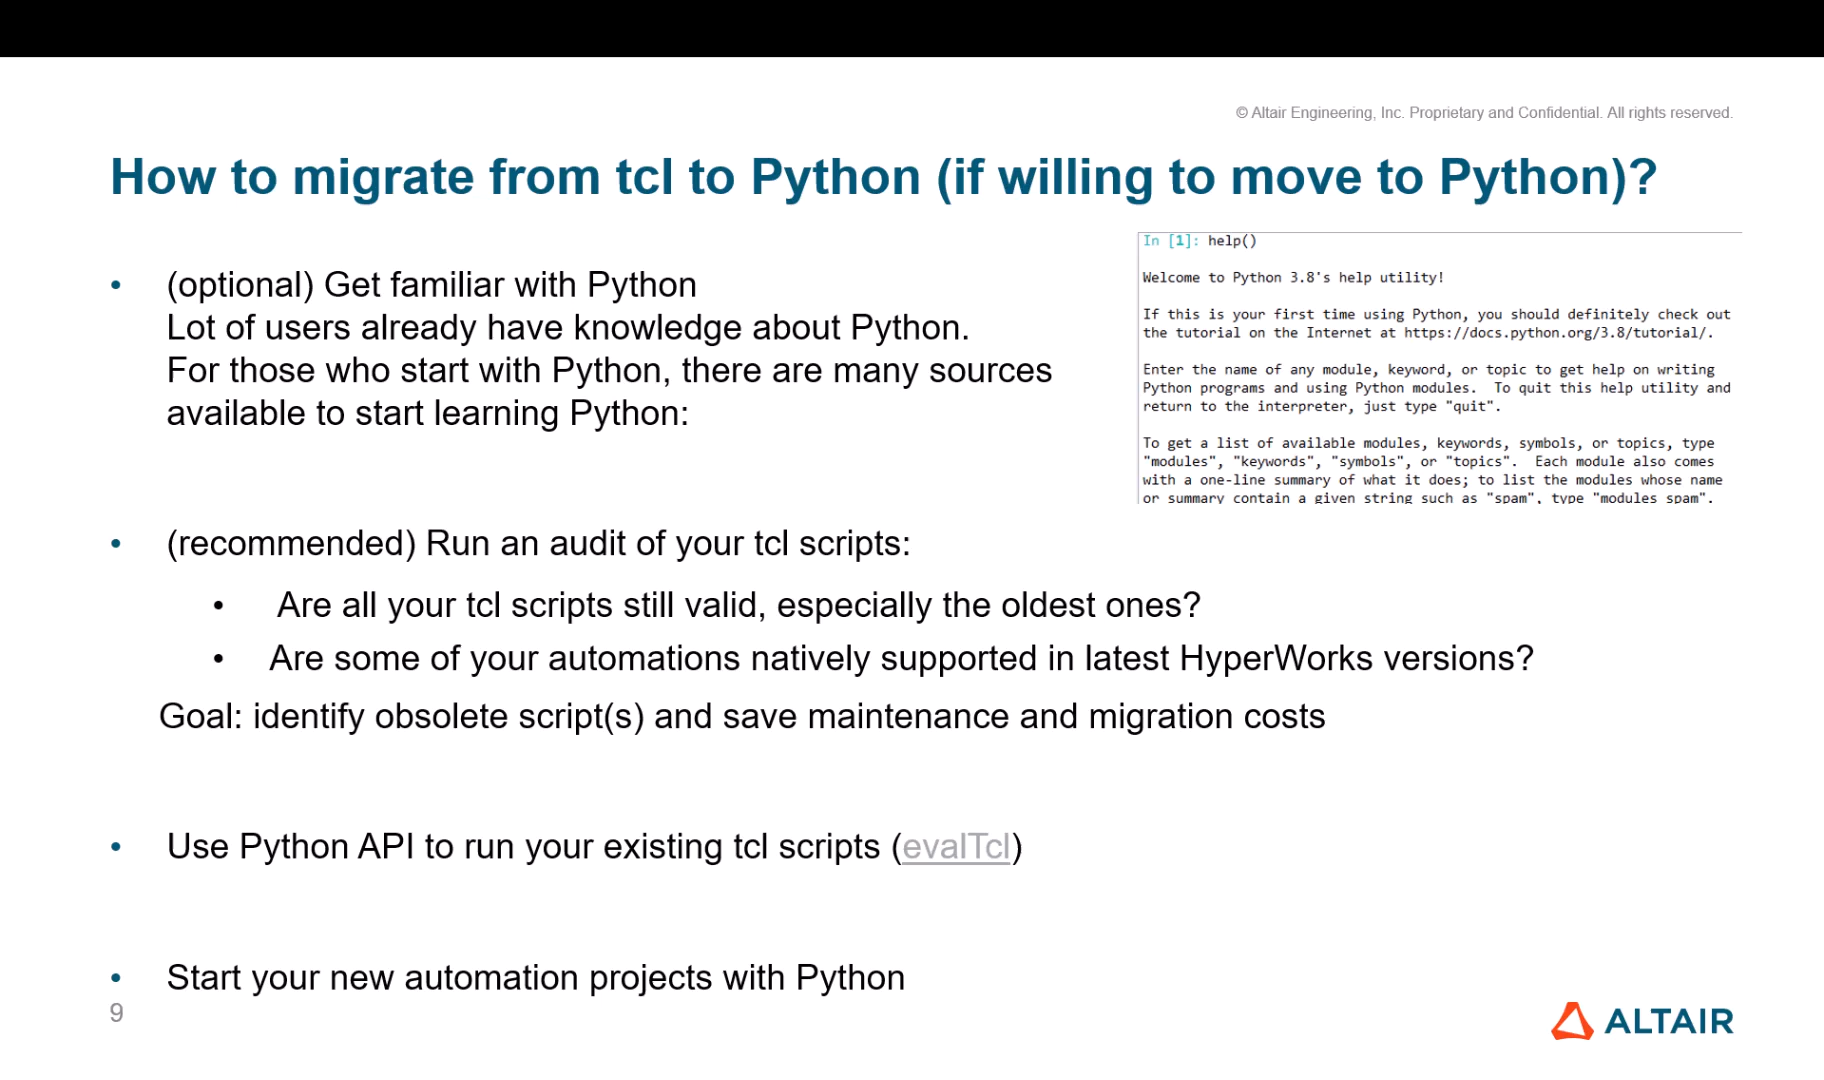 © Altair Engineering, Inc. Proprietary and Confidential. All rights reserved.
How to migrate from tcl to Python (if willing to move to Python)?
• (optional) Get familiar with Python
Lot of users already have knowledge about Python.
For those who start with Python, there are many sources
available to start learning Python:
In [1]: help()
Welcome to Python 3.8's help utility!
If this is your first time using Python, you should definitely check out
the tutorial on the Internet at https://docs.python.org/3.8/tutorial/.
Enter the name of any module, keyword, or topic to get help on writing
Python programs and using Python modules.  To quit this help utility and
return to the interpreter, just type "quit".
To get a list of available modules, keywords, symbols, or topics, type
"modules", "keywords", "symbols", or "topics".  Each module also comes
with a one-line summary of what it does; to list the modules whose name
or summary contain a given string such as "spam", type "modules spam".
• (recommended) Run an audit of your tcl scripts:
• Are all your tcl scripts still valid, especially the oldest ones?
• Are some of your automations natively supported in latest HyperWorks versions?
Goal: identify obsolete script(s) and save maintenance and migration costs
• Use Python API to run your existing tcl scripts (evalTcl)
• Start your new automation projects with Python
9
ALTAIR